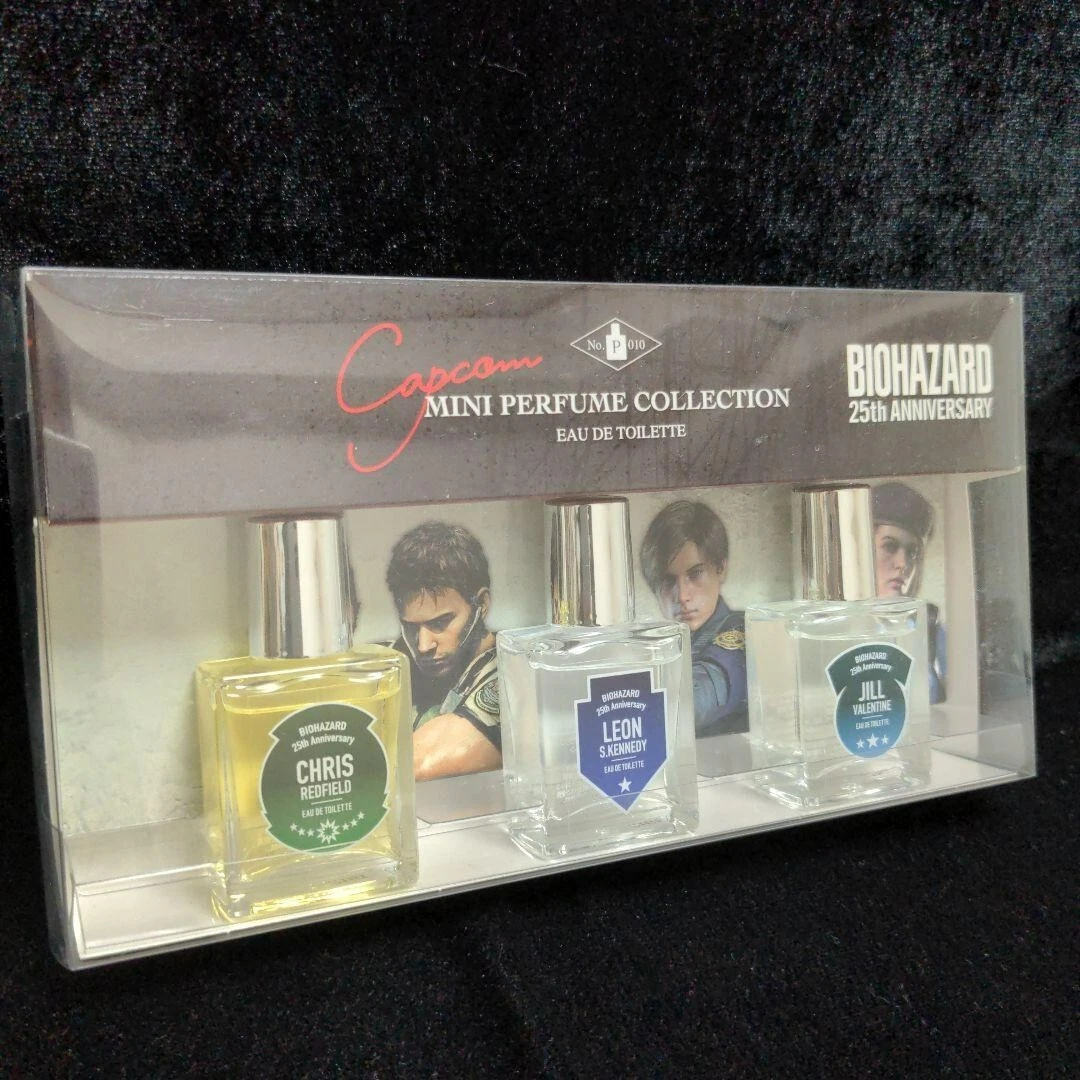 Capcom
No. P 010
MINI PERFUME COLLECTION
EAU DE TOILETTE
BIOHAZARD
25th ANNIVERSARY
BIOHAZARD
25th Anniversary
CHRIS
REDFIELD
EAU DE TOILETTE
BIOHAZARD
25th Anniversary
LEON
S.KENNEDY
EAU DE TOILETTE
BIOHAZARD
25th Anniversary
JILL
VALENTINE
EAU DE TOILETTE